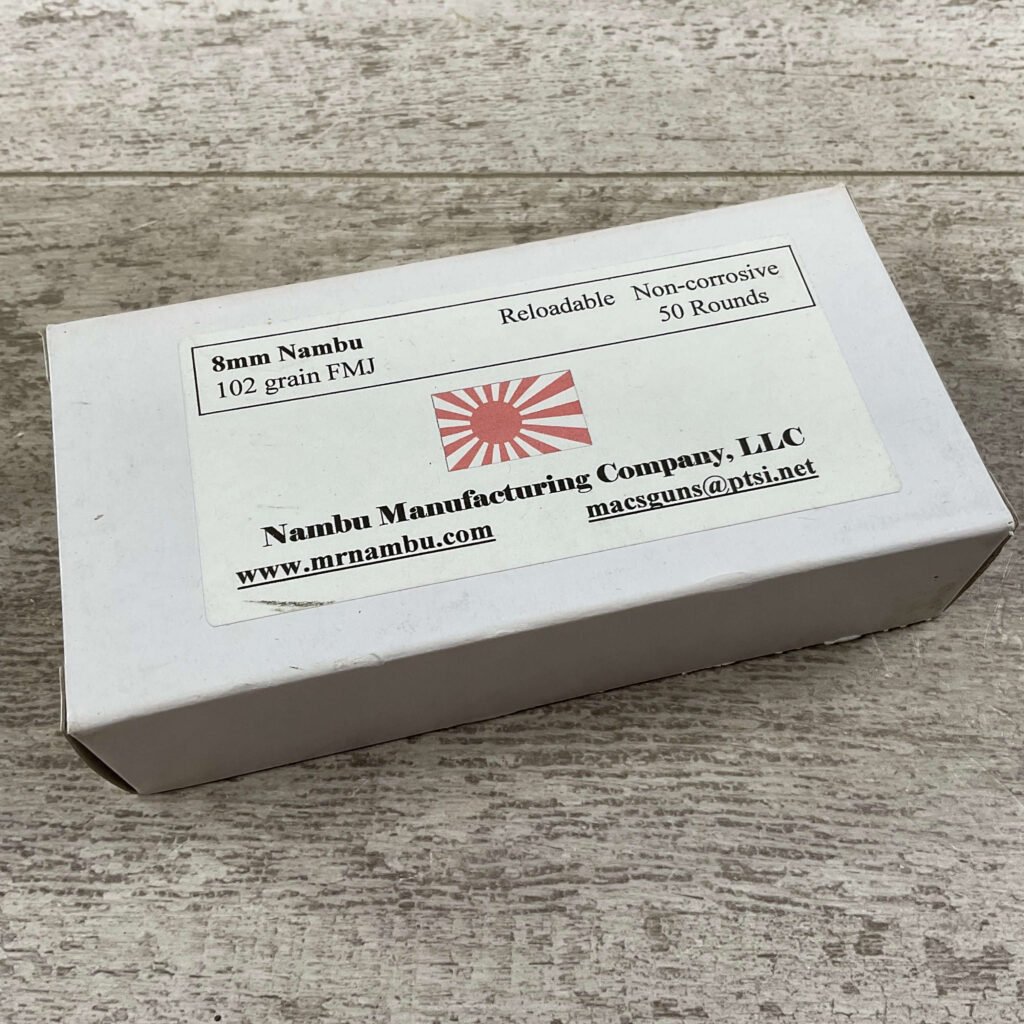 8mm Nambu
102 grain FMJ
Reloadable Non-corrosive
50 Rounds
Nambu Manufacturing Company, LLC
www.mrnambu.com
macsguns@ptsi.net